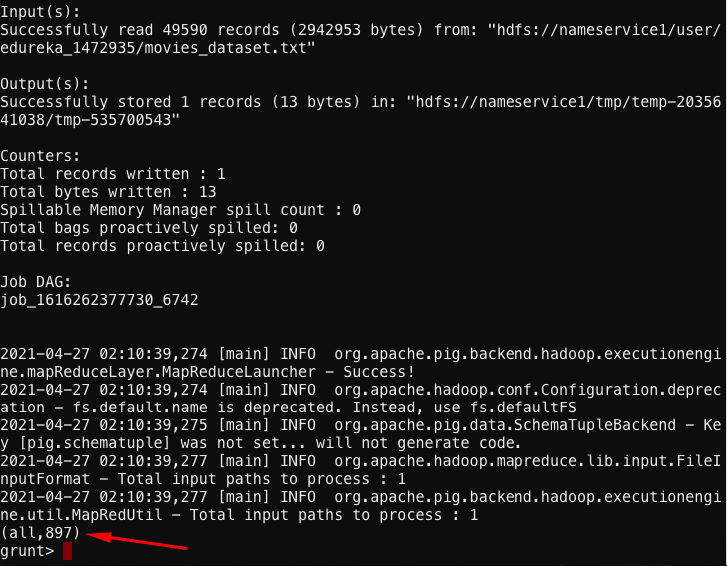 Input(s):
Successfully read 49590 records (2942953 bytes) from: "hdfs://nameservice1/user/
edureka_1472935/movies_dataset.txt"
Output(s):
Successfully stored 1 records (13 bytes) in: "hdfs://nameservice1/tmp/temp-20356
41038/tmp-535700543"
Counters:
Total records written : 1
Total bytes written : 13
Spillable Memory Manager spill count : 0
Total bags proactively spilled: 0
Total records proactively spilled: 0
Job DAG:
job_1616262377730_6742
2021-04-27 02:10:39,274 [main] INFO  org.apache.pig.backend.hadoop.executionengi
ne.mapReduceLayer.MapReduceLauncher - Success!
2021-04-27 02:10:39,274 [main] INFO  org.apache.hadoop.conf.Configuration.deprec
ation - fs.default.name is deprecated. Instead, use fs.defaultFS
2021-04-27 02:10:39,275 [main] INFO  org.apache.pig.data.SchemaTupleBackend - Ke
y [pig.schematuple] was not set... will not generate code.
2021-04-27 02:10:39,277 [main] INFO  org.apache.hadoop.mapreduce.lib.input.FileI
nputFormat - Total input paths to process : 1
2021-04-27 02:10:39,277 [main] INFO  org.apache.pig.backend.hadoop.executionengi
ne.util.MapRedUtil - Total input paths to process : 1
(all,897)
grunt>